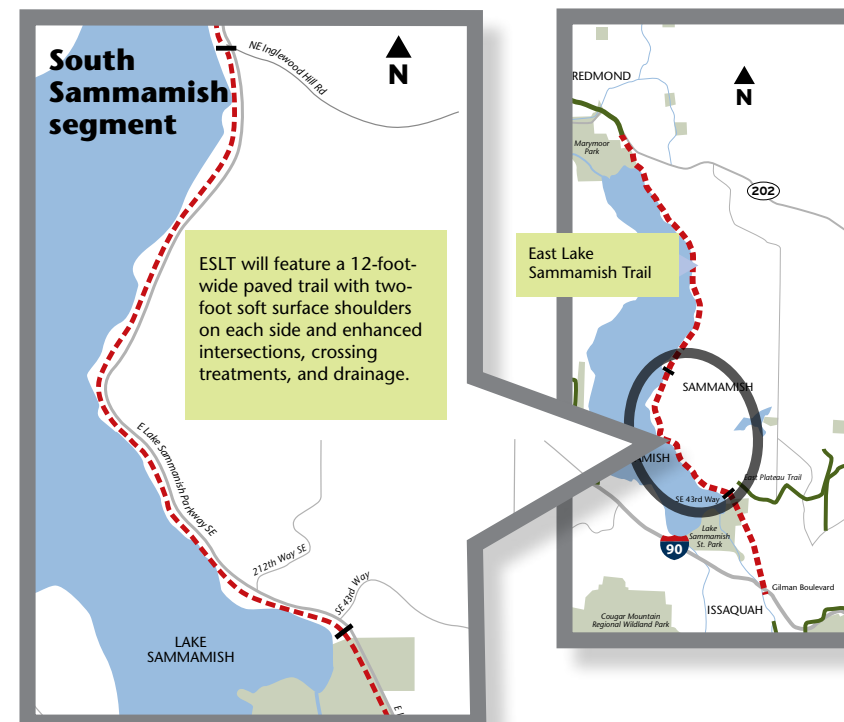 South
Sammamish
segment
NE Inglewood Hill Rd
N
ESLT will feature a 12-foot-
wide paved trail with two-
foot soft surface shoulders
on each side and enhanced
intersections, crossing
treatments, and drainage.
E Lake Sammamish Parkway SE
212th Way SE
SE 43rd Way
LAKE
SAMMAMISH
REDMOND
N
Marymoor
Park
202
East Lake
Sammamish Trail
SAMMAMISH
MISH
East Plateau Trail
SE 43rd Way
Lake
Sammamish
St. Park
90
Gilman Boulevard
ISSAQUAH
Cougar Mountain
Regional Wildland Park